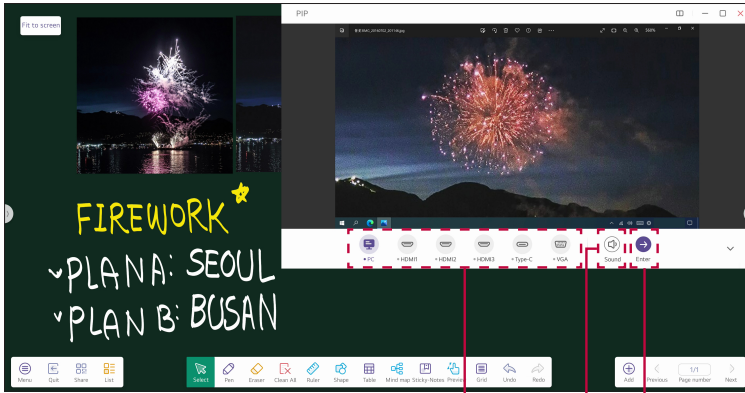 Fit to screen
PIP
360%
FIREWORK
PLAN A: SEOUL
PLAN B: BUSAN
PC
HDMI1
HDMI2
HDMI3
Type-C
VGA
Sound
Enter
Menu
Quit
Share
List
Select
Pen
Eraser
Clean All
Ruler
Shape
Table
Mind map
Sticky-Notes
Preview
Grid
Undo
Redo
Add
Previous
1/1
Page number
Next